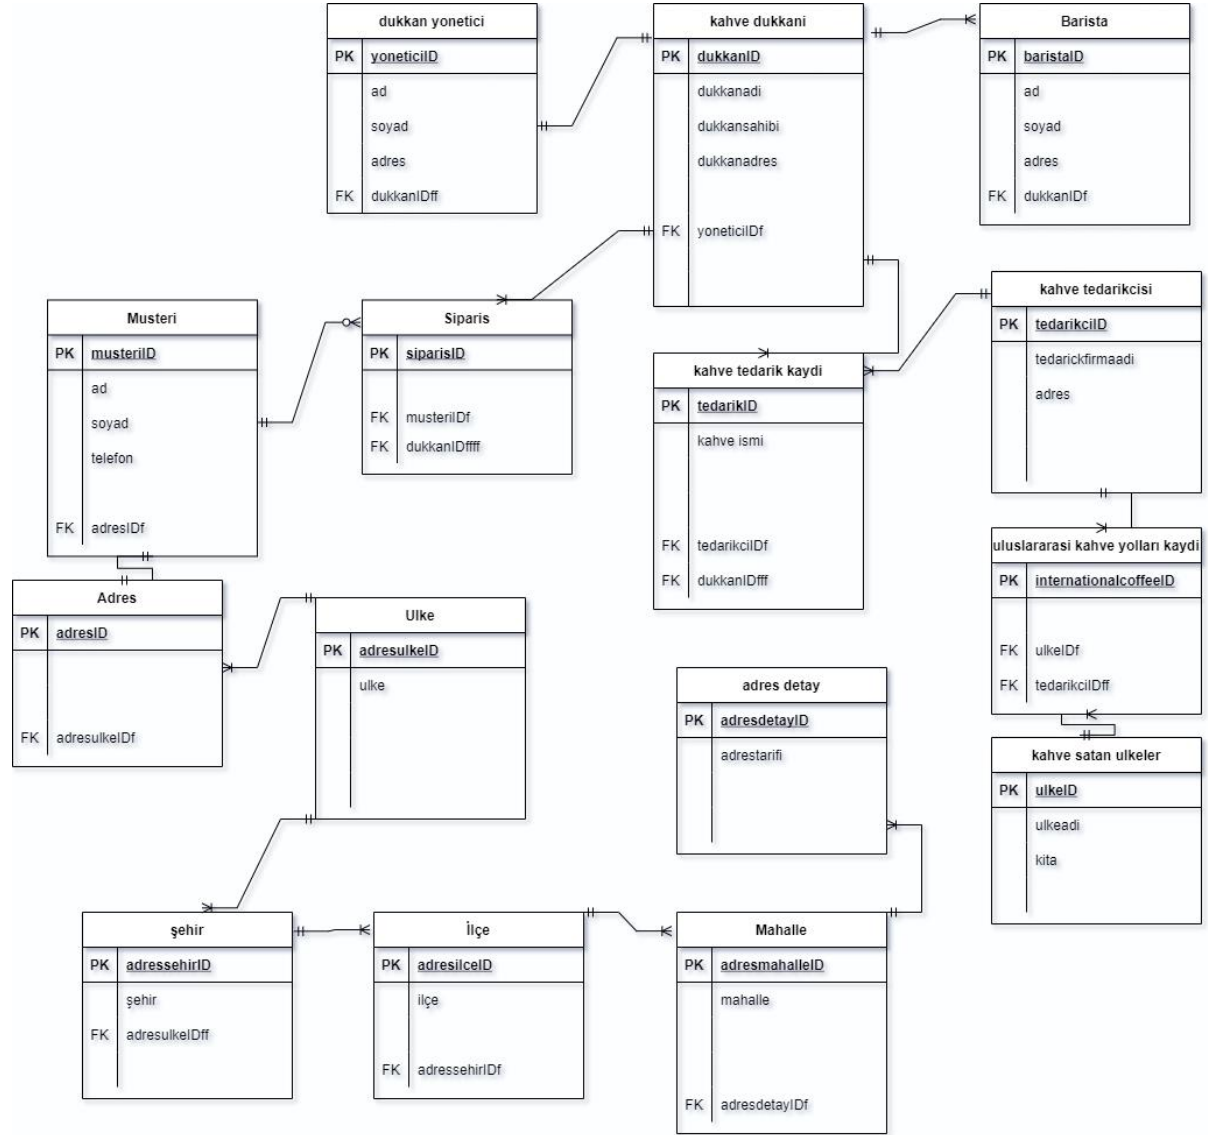 dukkan yonetici
PK yoneticiID
ad
soyad
adres
FK dukkanIDff
kahve dukkani
PK dukkanID
dukkanadi
dukkansahibi
dukkanadres
FK yoneticiIDf
Barista
PK baristaID
ad
soyad
adres
FK dukkanIDf
Musteri
PK musteriID
ad
soyad
telefon
FK adresIDf
Siparis
PK siparisID
FK musteriIDf
FK dukkanIDffff
kahve tedarik kaydi
PK tedarikID
kahve ismi
FK tedarikciIDf
FK dukkanIDfff
kahve tedarikcisi
PK tedarikciID
tedarickfirmaadi
adres
uluslararasi kahve yolları kaydi
PK internationalcoffeeID
FK ulkeIDf
FK tedarikciIDff
Adres
PK adresID
FK adresulkeIDf
Ulke
PK adresulkeID
ulke
adres detay
PK adresdetayID
adrestarifi
kahve satan ulkeler
PK ulkeID
ulkeadi
kita
şehir
PK adressehirID
şehir
FK adresulkeIDff
İlçe
PK adresilceID
ilçe
FK adressehirIDf
Mahalle
PK adresmahalleID
mahalle
FK adresdetayIDf